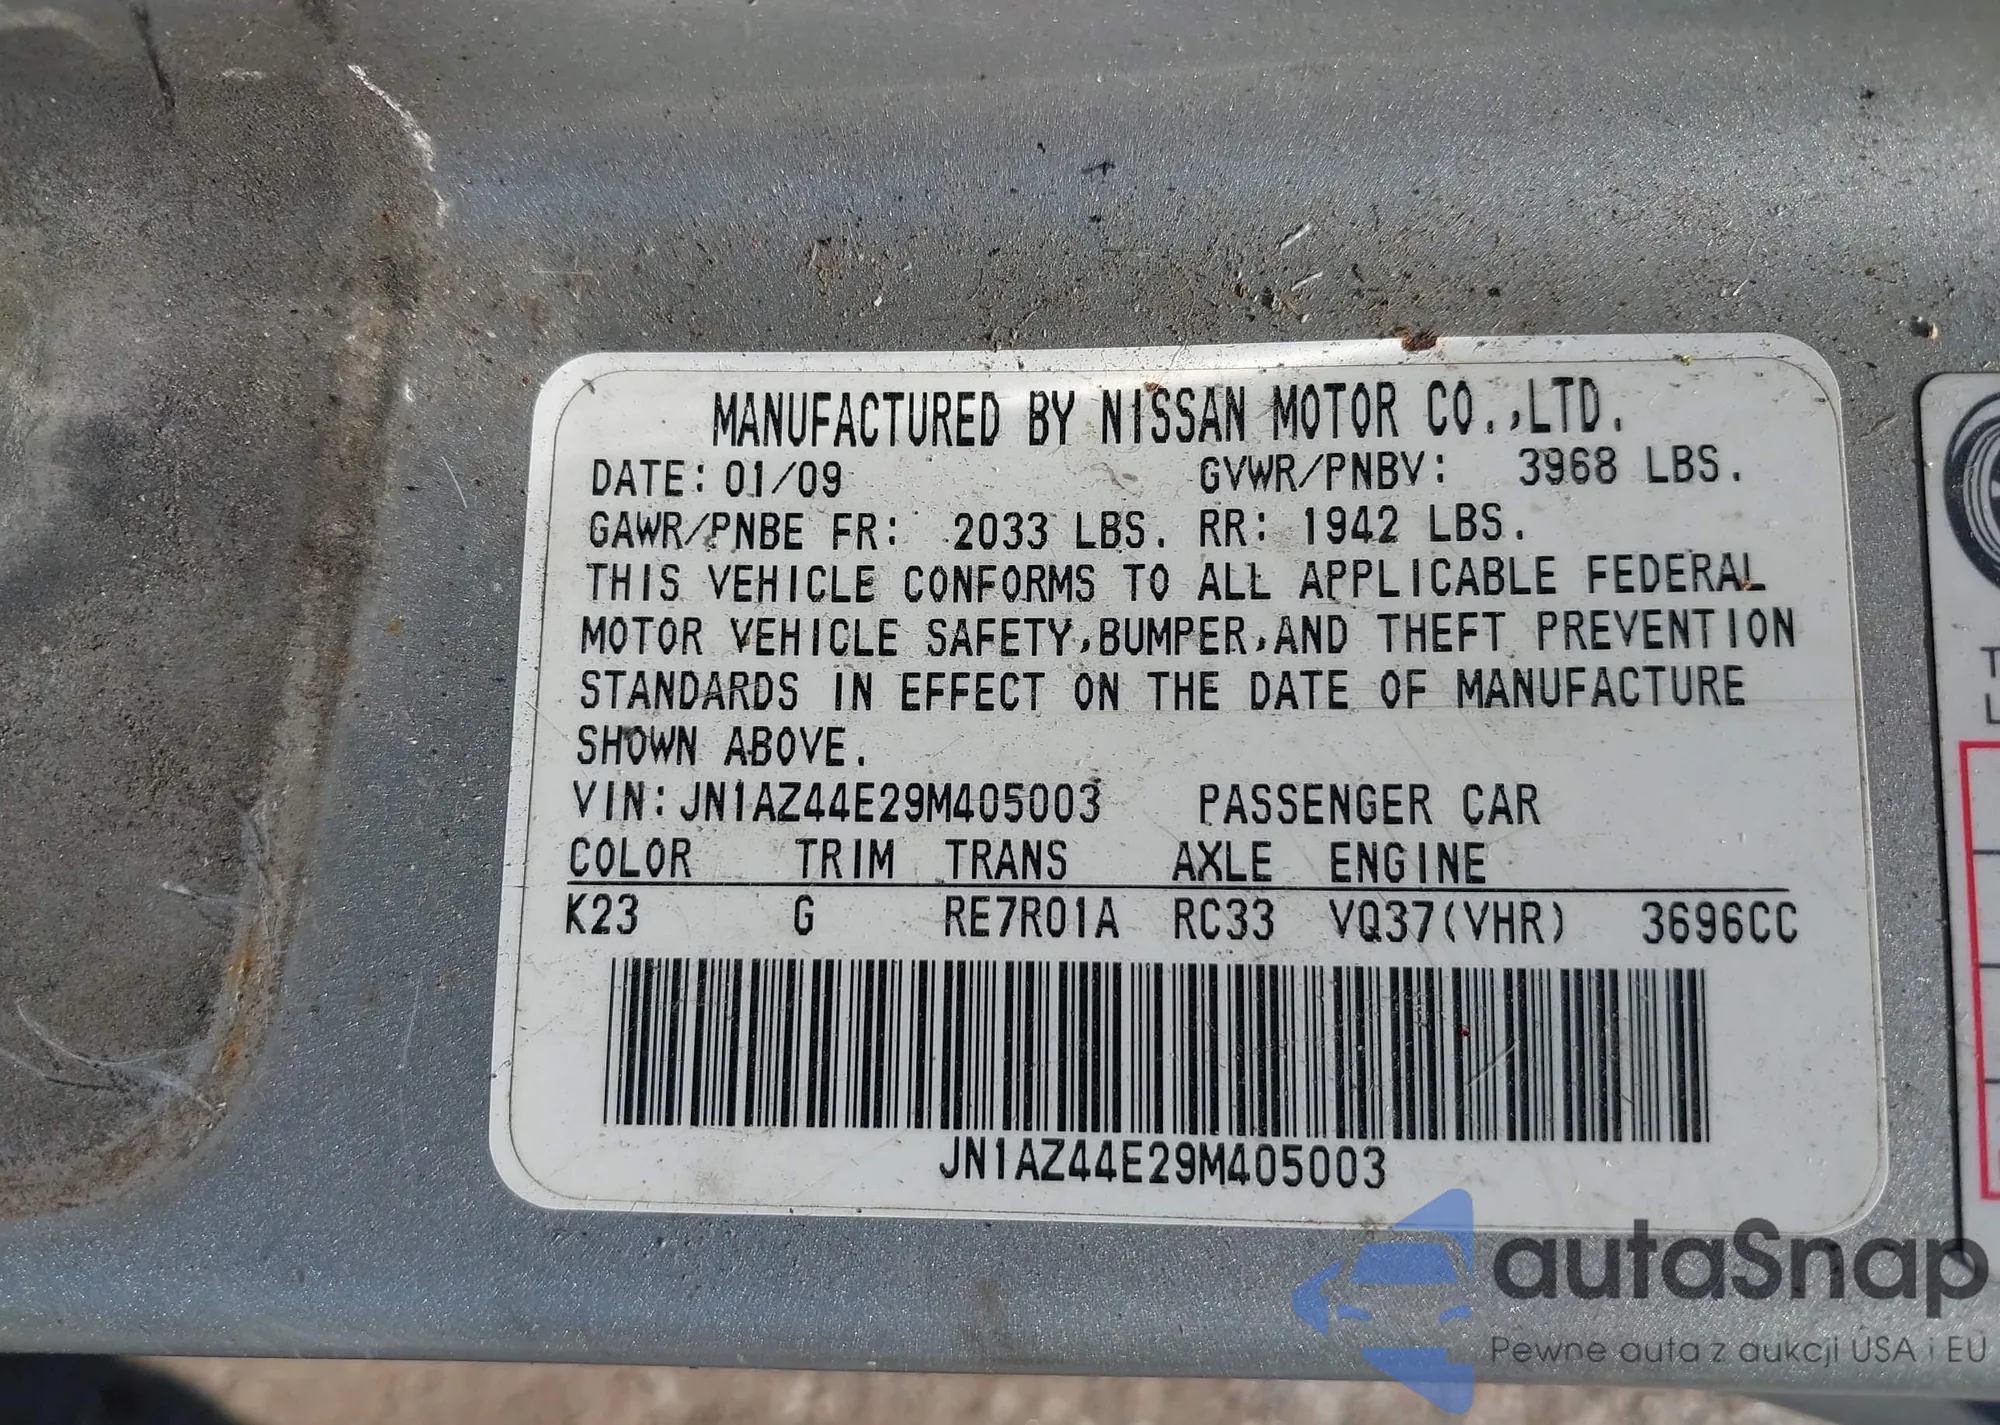 MANUFACTURED BY NISSAN MOTOR CO.,LTD.
DATE: 01/09 GVWR/PNBV: 3968 LBS.
GAWR/PNBE FR: 2033 LBS. RR: 1942 LBS.
THIS VEHICLE CONFORMS TO ALL APPLICABLE FEDERAL
MOTOR VEHICLE SAFETY,BUMPER,AND THEFT PREVENTION
STANDARDS IN EFFECT ON THE DATE OF MANUFACTURE
SHOWN ABOVE.
VIN: JN1AZ44E29M405003 PASSENGER CAR
COLOR TRIM TRANS AXLE ENGINE
K23 G RE7R01A RC33 VQ37(VHR) 3696CC
JN1AZ44E29M405003
autaSnap
Pewne auta z aukcji USA i EU